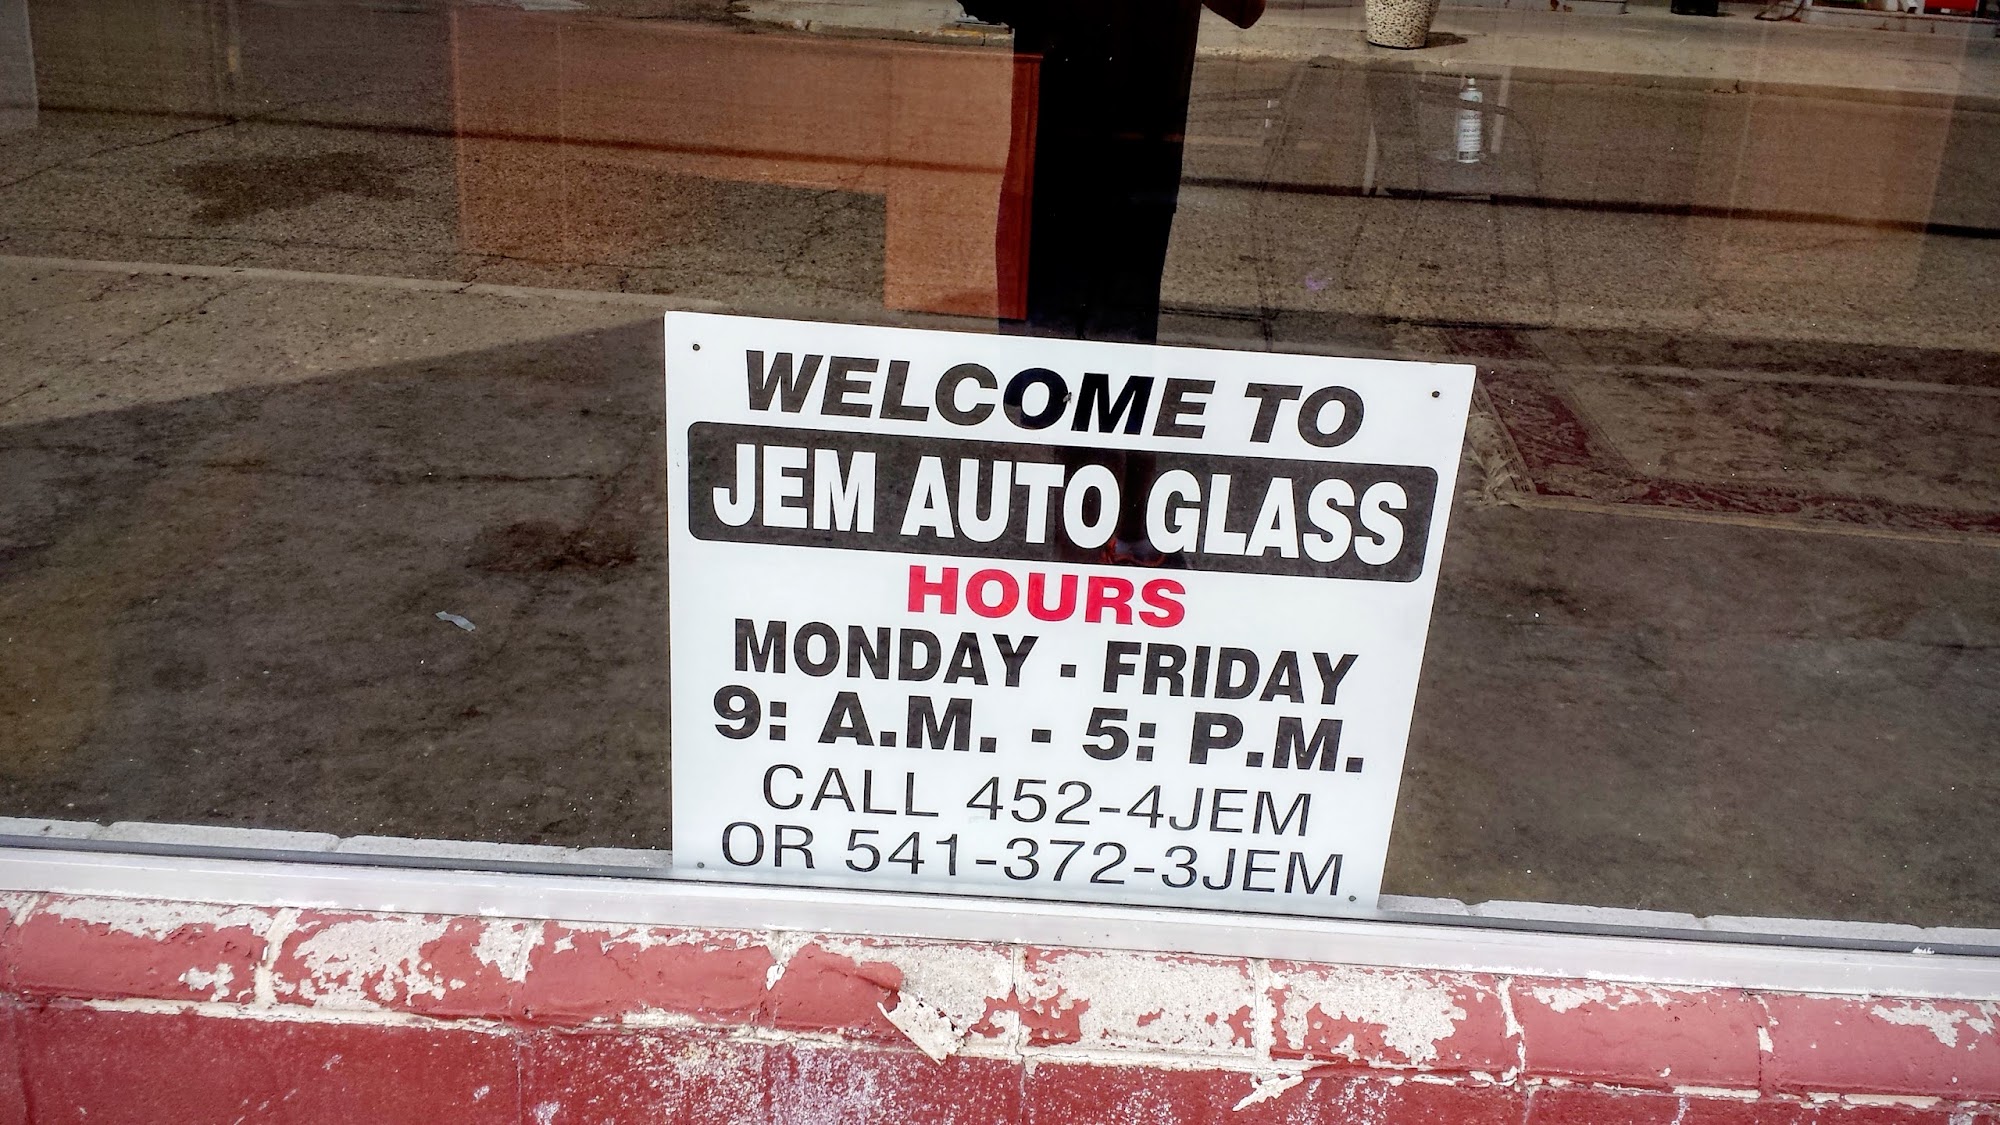 WELCOME TO
JEM AUTO GLASS
HOURS
MONDAY - FRIDAY
9: A.M. - 5: P.M.
CALL 452-4JEM
OR 541-372-3JEM